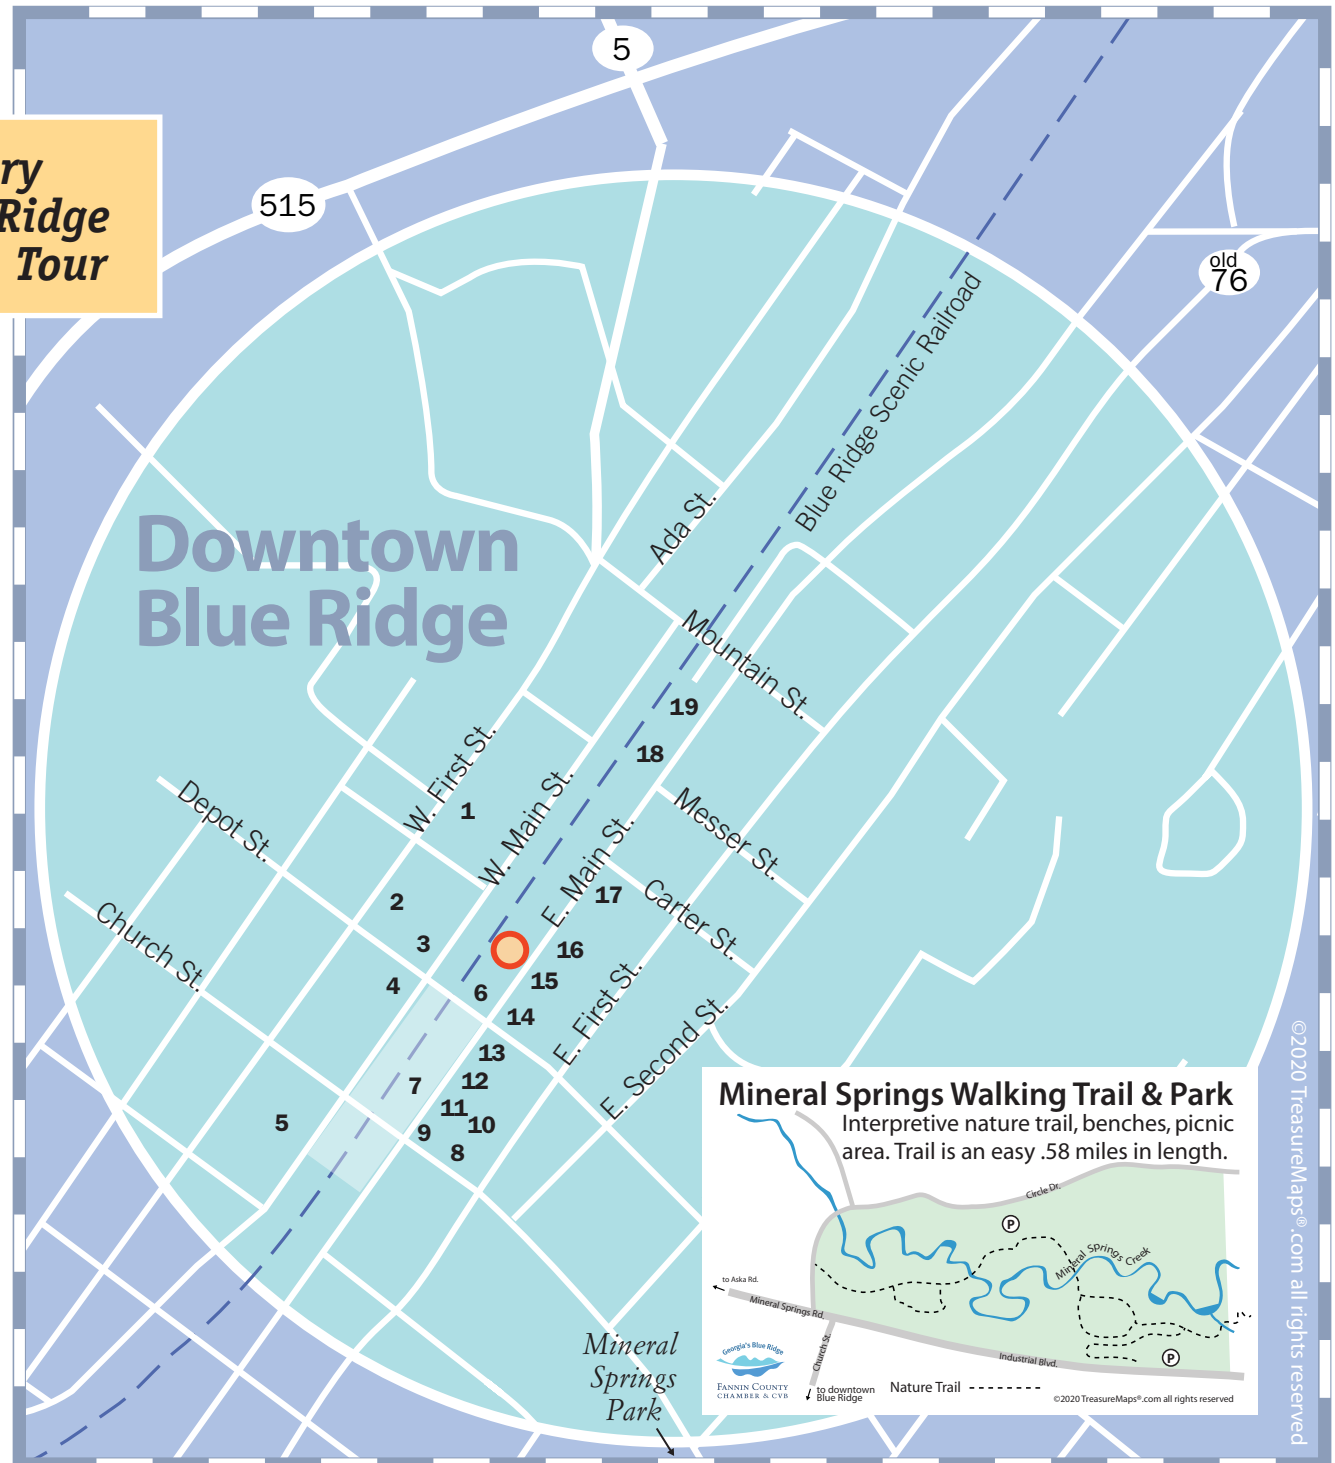 5
515
ry
Ridge
Tour
old
76
Blue Ridge Scenic Railroad
Ada St.
Downtown
Blue Ridge
Mountain St.
19
18
W. First St.
1
W. Main St.
Depot St.
Messer St.
E. Main St.
2
17
Carter St.
Church St.
3
16
4
6
15
14
E. First St.
E. Second St.
13
12
7
11
10
5
9
8
Mineral
Springs
Park
Mineral Springs Walking Trail & Park
Interpretive nature trail, benches, picnic
area. Trail is an easy .58 miles in length.
Circle Dr.
P
Mineral Springs Creek
to Aska Rd.
Mineral Springs Rd.
Church St.
Industrial Blvd.
P
Georgia's Blue Ridge
FANNIN COUNTY
CHAMBER & CVB
to downtown
Blue Ridge
Nature Trail
©2020 TreasureMaps®.com all rights reserved
©2020 TreasureMaps®.com all rights reserved